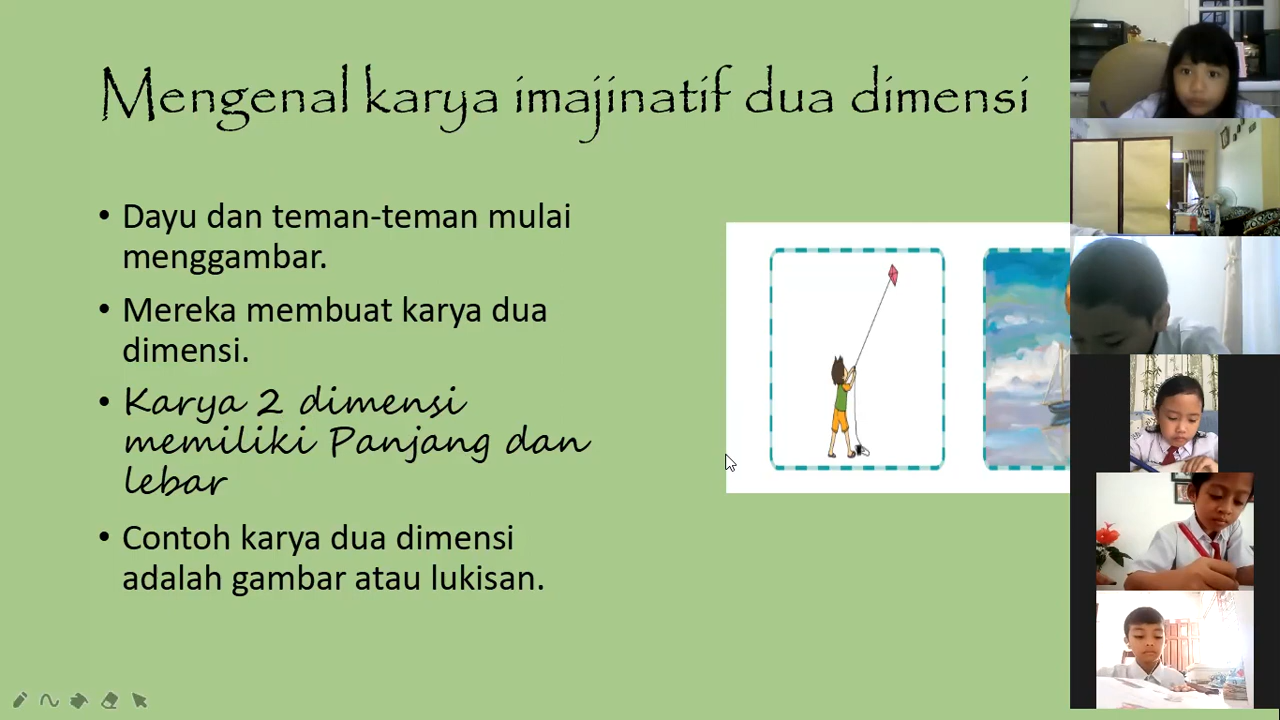 Mengenal karya imajinatif dua dimensi
• Dayu dan teman-teman mulai
menggambar.
• Mereka membuat karya dua
dimensi.
• Karya 2 dimensi
memiliki Panjang dan
lebar
• Contoh karya dua dimensi
adalah gambar atau lukisan.